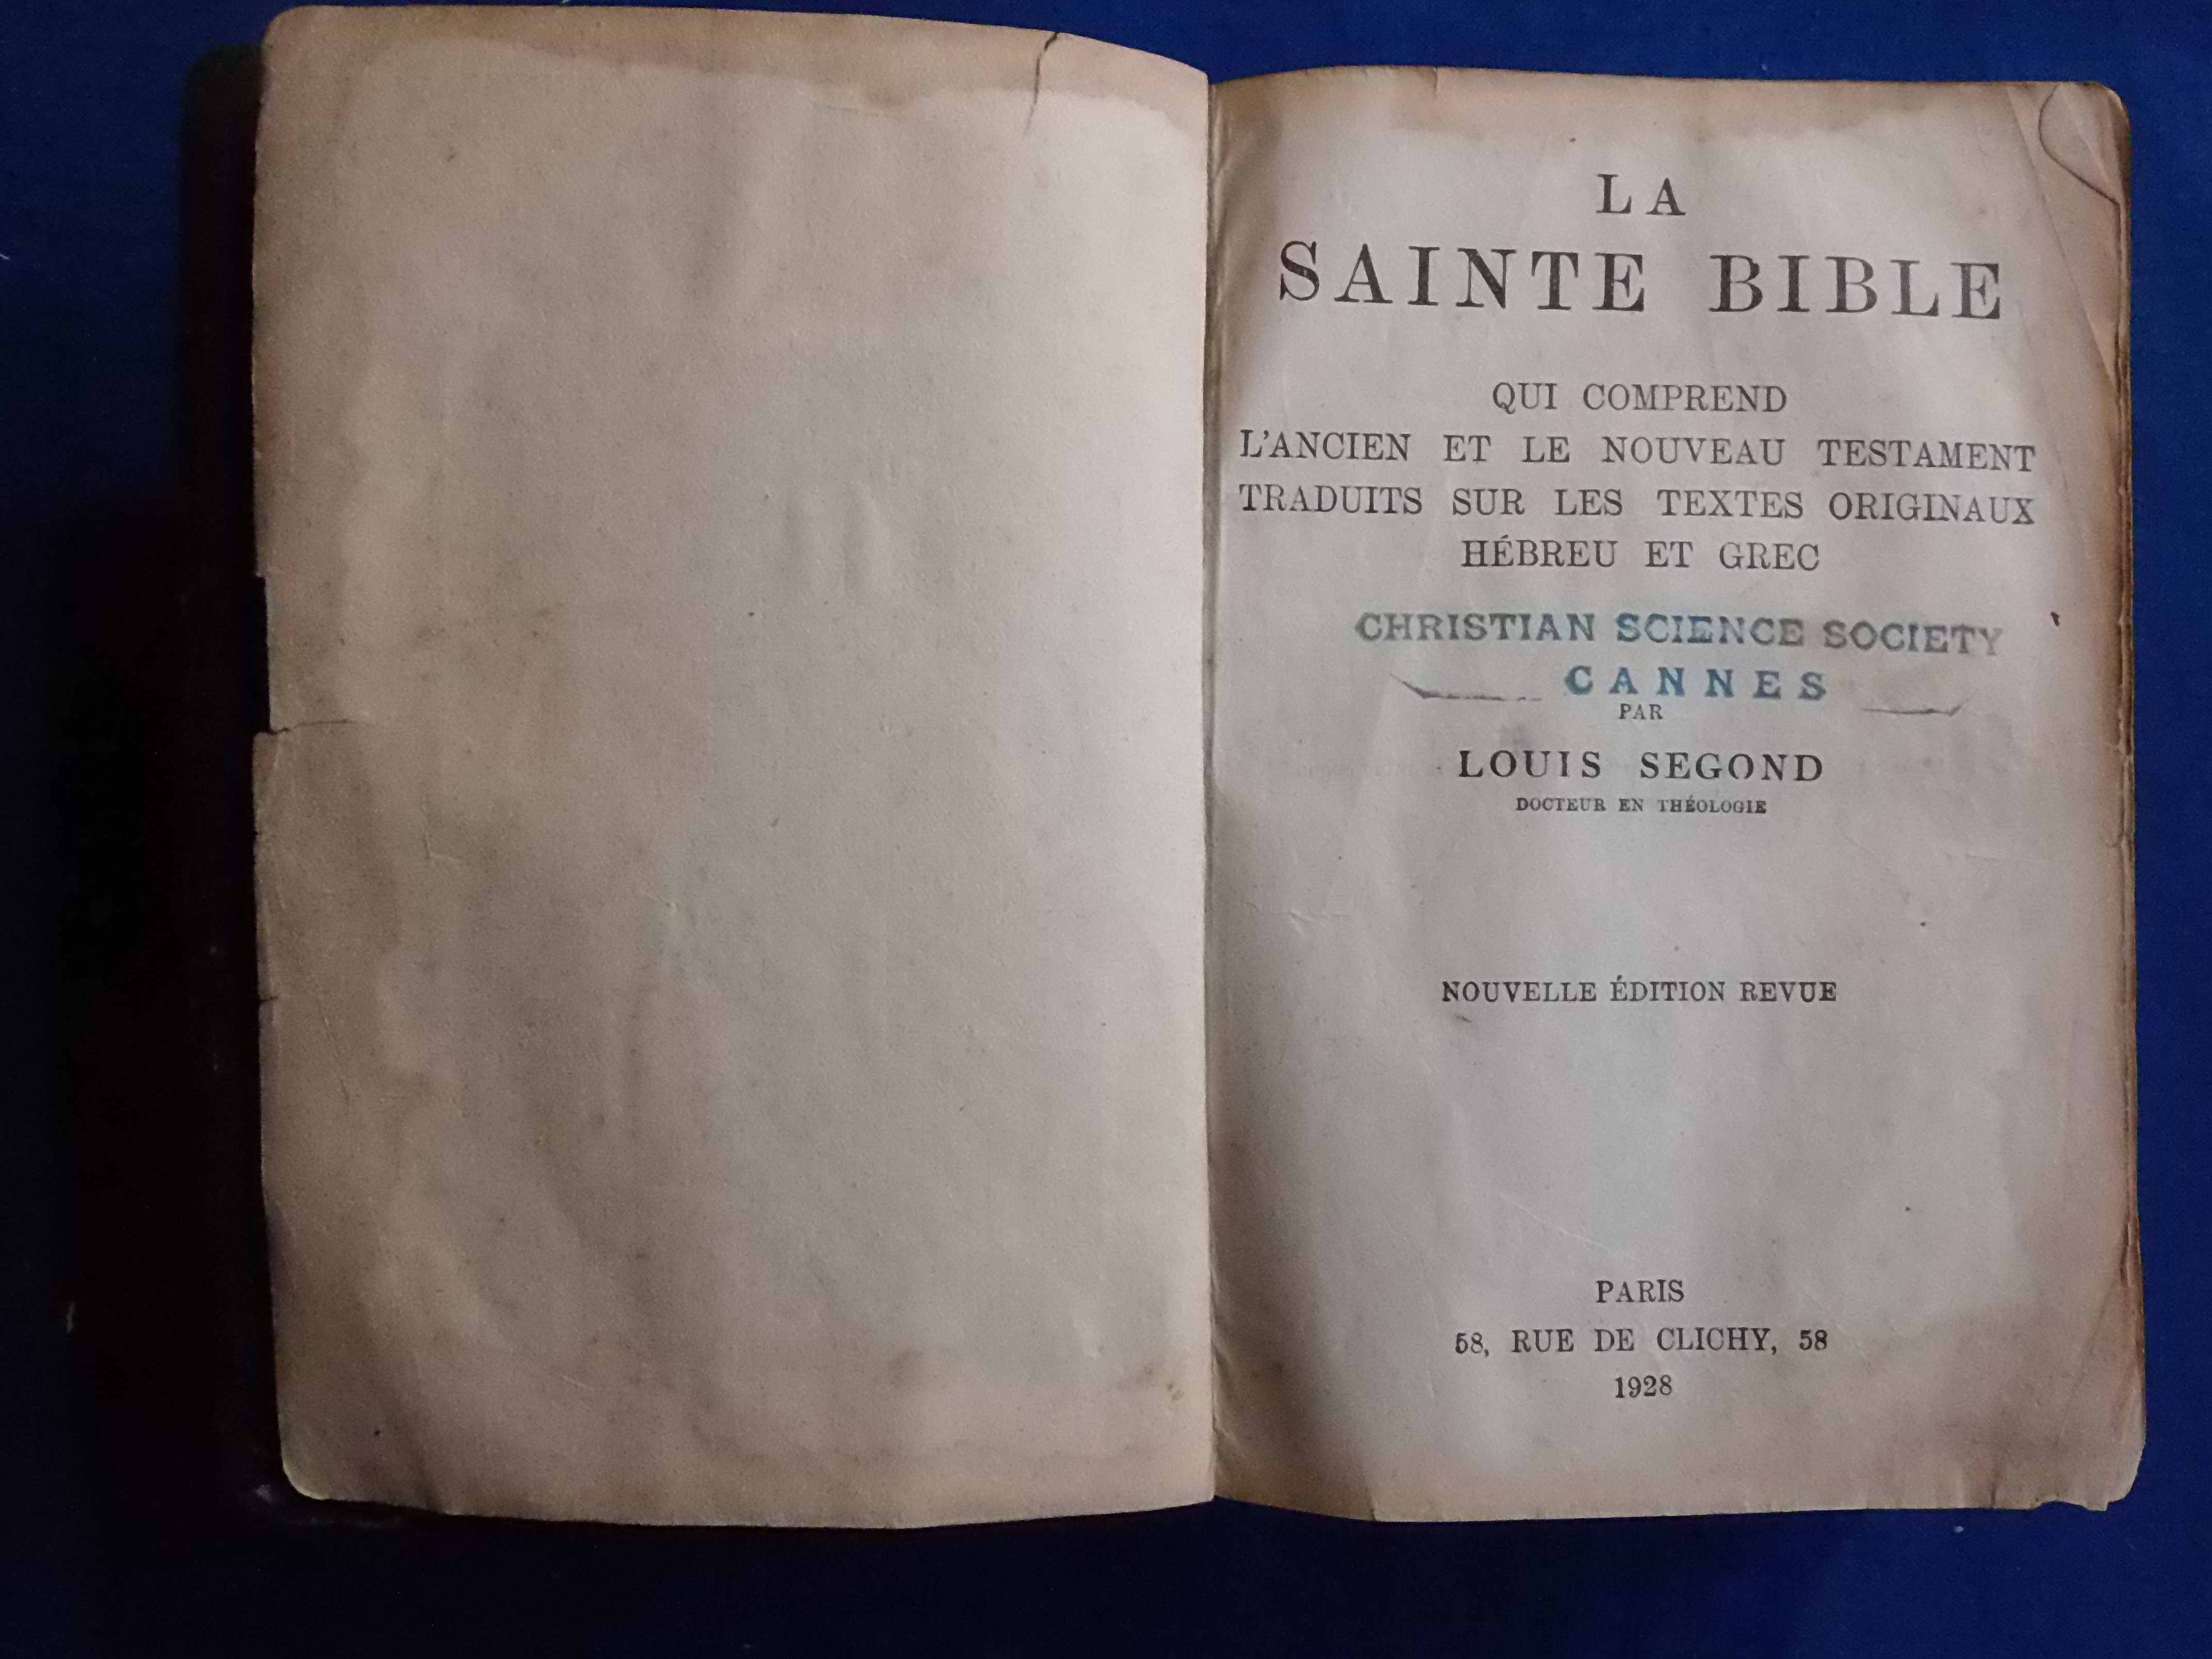 LA
SAINTE BIBLE
QUI COMPREND
L'ANCIEN ET LE NOUVEAU TESTAMENT
TRADUITS SUR LES TEXTES ORIGINAUX
HÉBREU ET GREC
CHRISTIAN SCIENCE SOCIETY
CANNES
PAR
LOUIS SEGOND
DOCTEUR EN THÉOLOGIE
NOUVELLE ÉDITION REVUE
PARIS
58, RUE DE CLICHY, 58
1928